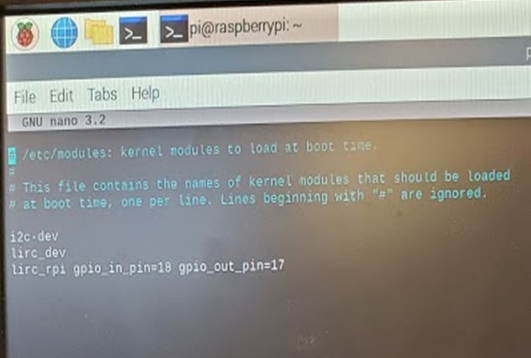 pi@raspberrypi: ~
File Edit Tabs Help
GNU nano 3.2
# /etc/modules: kernel modules to load at boot time.
#
# This file contains the names of kernel modules that should be loaded
# at boot time, one per line. Lines beginning with "#" are ignored.
i2c-dev
lirc_dev
lirc_rpi gpio_in_pin=18 gpio_out_pin=17